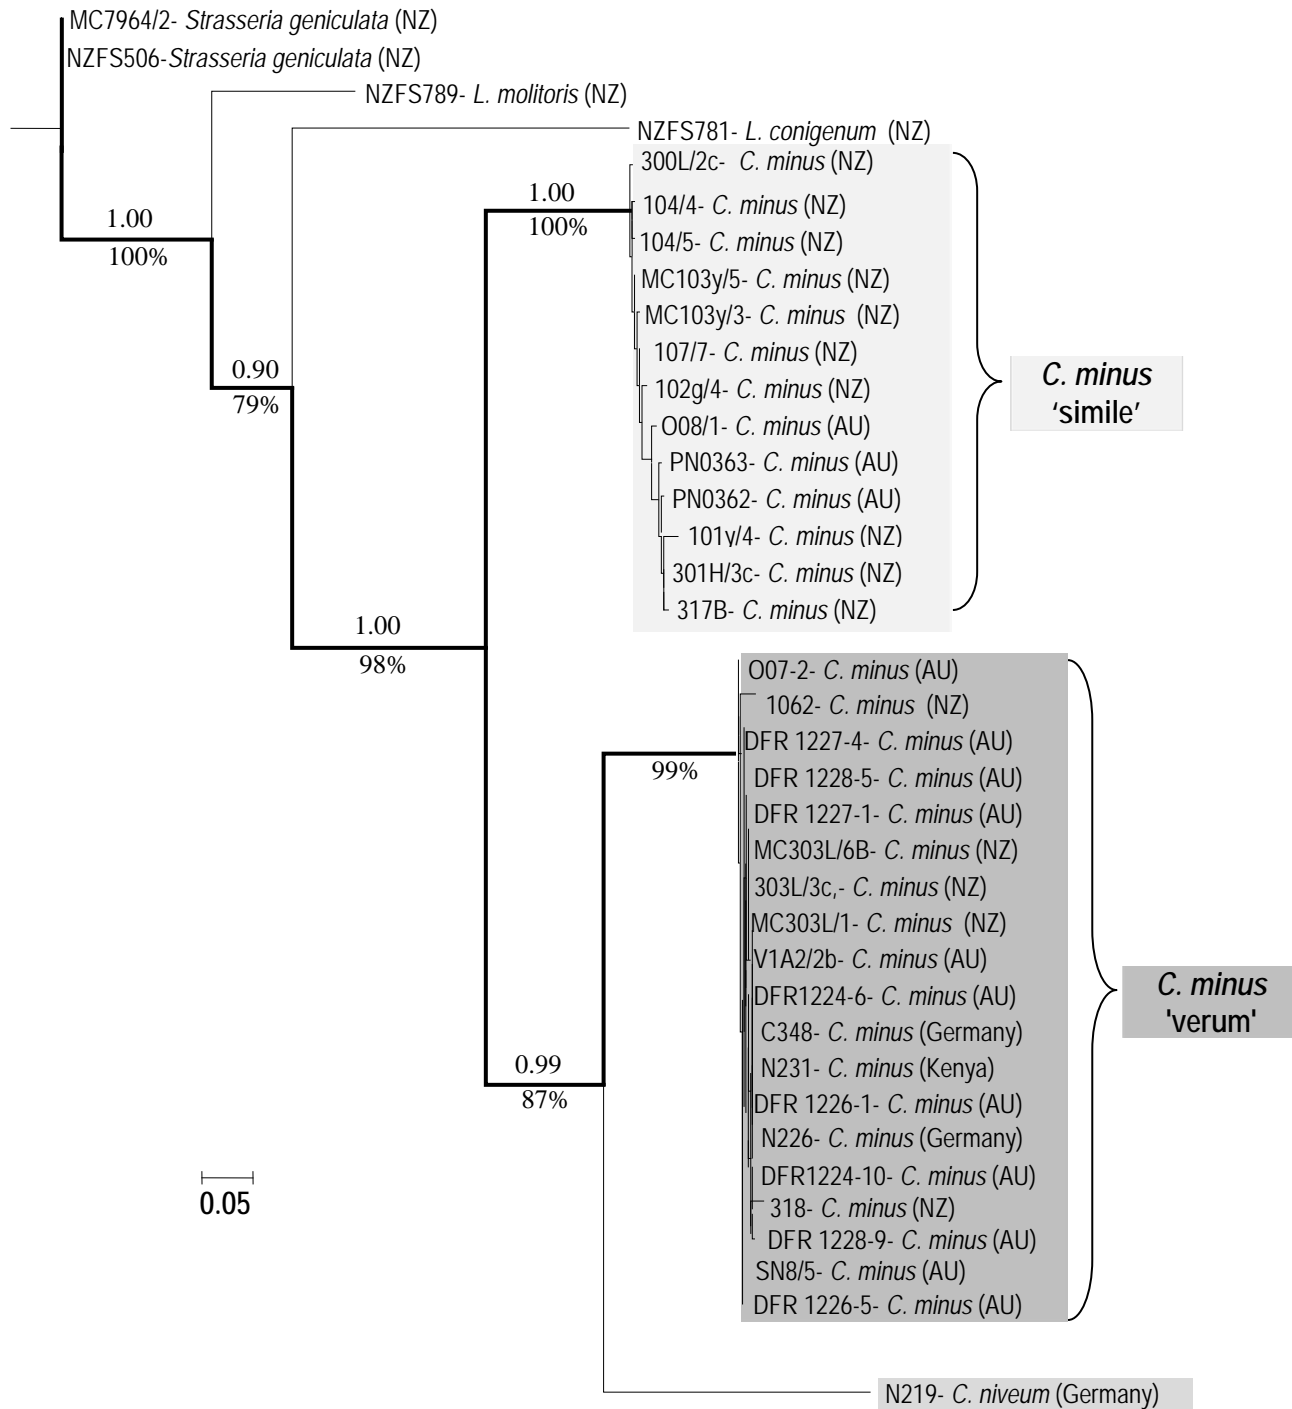 MC7964/2- Strasseria geniculata (NZ)
NZFS506-Strasseria geniculata (NZ)
NZFS789- L. molitoris (NZ)
NZFS781- L. conigenum (NZ)
300L/2c- C. minus (NZ)
1.00
104/4- C. minus (NZ)
100%
1.00
104/5- C. minus (NZ)
100%
MC103y/5- C. minus (NZ)
MC103y/3- C. minus (NZ)
107/7- C. minus (NZ)
0.90
79%
102g/4- C. minus (NZ)
C. minus
'simile'
O08/1- C. minus (AU)
PN0363- C. minus (AU)
PN0362- C. minus (AU)
101y/4- C. minus (NZ)
301H/3c- C. minus (NZ)
317B- C. minus (NZ)
1.00
98%
O07-2- C. minus (AU)
1062- C. minus (NZ)
DFR 1227-4- C. minus (AU)
99%
DFR 1228-5- C. minus (AU)
DFR 1227-1- C. minus (AU)
MC303L/6B- C. minus (NZ)
303L/3c,- C. minus (NZ)
MC303L/1- C. minus (NZ)
V1A2/2b- C. minus (AU)
DFR1224-6- C. minus (AU)
C. minus
'verum'
C348- C. minus (Germany)
0.99
N231- C. minus (Kenya)
87%
DFR 1226-1- C. minus (AU)
N226- C. minus (Germany)
DFR1224-10- C. minus (AU)
0.05
318- C. minus (NZ)
DFR 1228-9- C. minus (AU)
SN8/5- C. minus (AU)
DFR 1226-5- C. minus (AU)
N219- C. niveum (Germany)